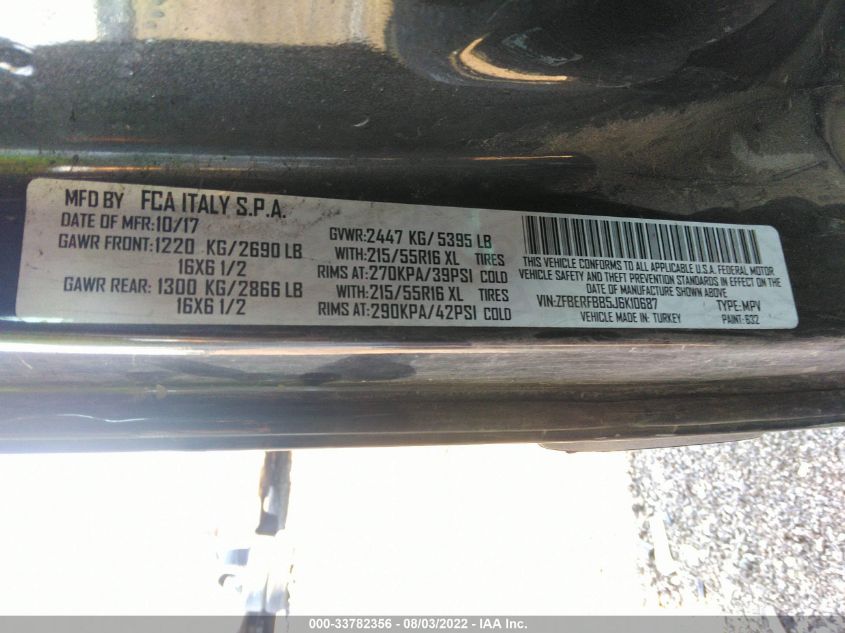 MFD BY FCA ITALY S.P.A.
DATE OF MFR:10/17
GAWR FRONT:1220 KG/2690 LB
16X6 1/2
GAWR REAR: 1300 KG/2866 LB
16X6 1/2
GVWR:2447 KG/5395 LB
WITH:215/55R16 XL TIRES
RIMS AT:270KPA/39PSI COLD
WITH:215/55R16 XL TIRES
RIMS AT:290KPA/42PSI COLD
THIS VEHICLE CONFORMS TO ALL APPLICABLE U.S.A. FEDERAL MOTOR
VEHICLE SAFETY AND THEFT PREVENTION STANDARDS IN EFFECT ON THE
DATE OF MANUFACTURE SHOWN ABOVE.
VIN:ZFBERFBB5J6K10687 TYPE:MPV
VEHICLE MADE IN: TURKEY PAINT:632
000-33782356 - 08/03/2022 - IAA Inc.